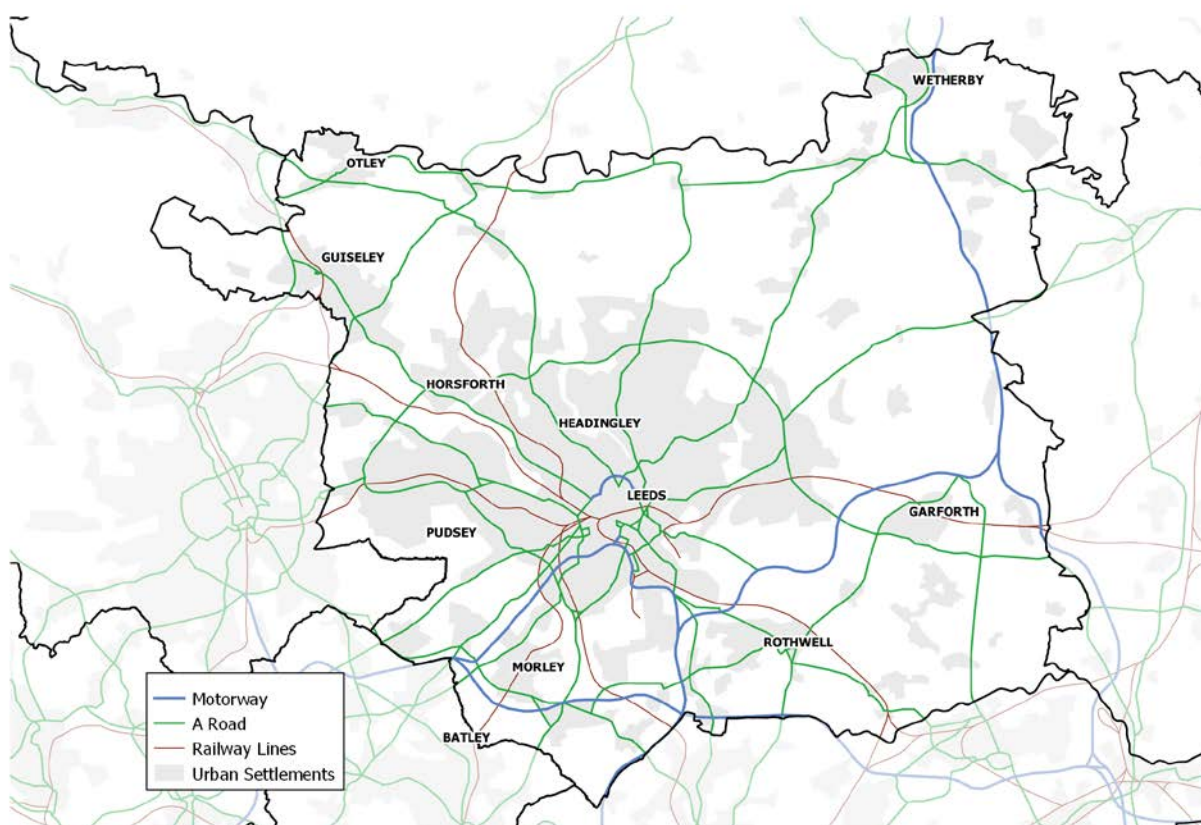 WETHERBY
OTLEY
GUISELEY
HORSFORTH
HEADINGLEY
LEEDS
GARFORTH
PUDSEY
ROTHWELL
MORLEY
BATLEY
Motorway
A Road
Railway Lines
Urban Settlements